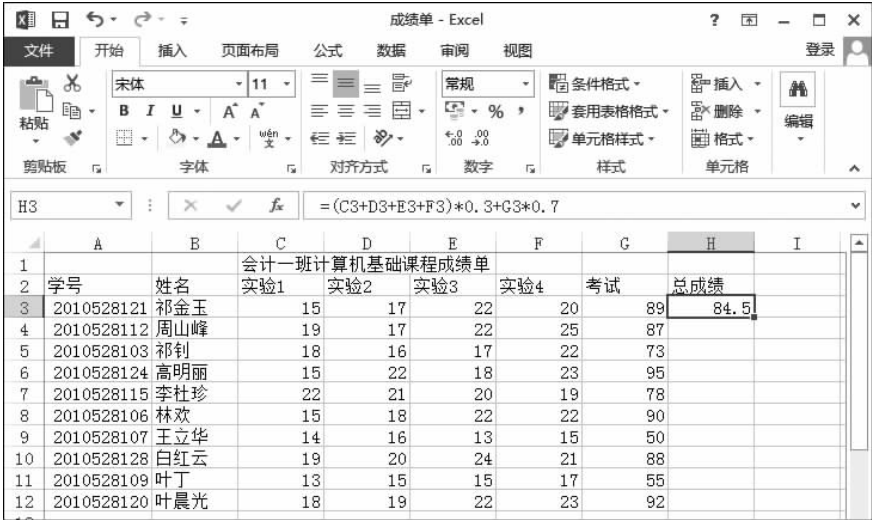 成绩单 - Excel
?
文件 开始 插入 页面布局 公式 数据 审阅 视图 登录
粘贴 宋体 11 常规 条件格式 插入
B I U A A % , 套用表格格式 删除 编辑
A wén 文 .0 .00 单元格样式 格式
剪贴板 字体 对齐方式 数字 样式 单元格
H3 fx =(C3+D3+E3+F3)*0.3+G3*0.7
A B C D E F G H I
1 会计一班计算机基础课程成绩单
2 学号 姓名 实验1 实验2 实验3 实验4 考试 总成绩
3 2010528121 祁金玉 15 17 22 20 89 84.5
4 2010528112 周山峰 19 17 22 25 87
5 2010528103 祁钊 18 16 17 22 73
6 2010528124 高明丽 15 22 18 23 95
7 2010528115 李杜珍 22 21 20 19 78
8 2010528106 林欢 15 18 22 22 90
9 2010528107 王立华 14 16 13 15 50
10 2010528128 白红云 19 20 24 21 88
11 2010528109 叶丁 13 15 15 17 55
12 2010528120 叶晨光 18 19 22 23 92